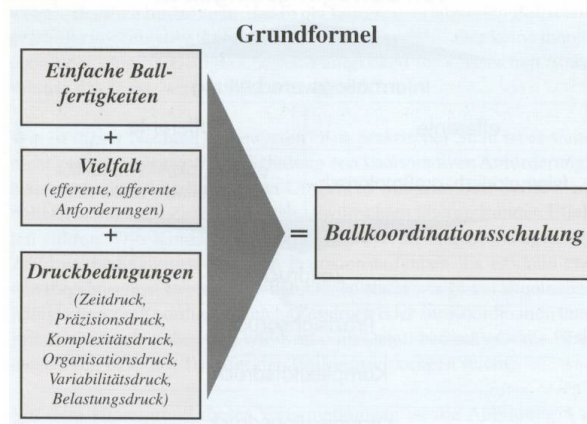 Grundformel
Einfache Ball-
fertigkeiten
+
Vielfalt
(efferente, afferente
Anforderungen)
+
Druckbedingungen
(Zeitdruck,
Präzisionsdruck,
Komplexitätsdruck,
Organisationsdruck,
Variabilitätsdruck,
Belastungsdruck)
=
Ballkoordinationsschulung